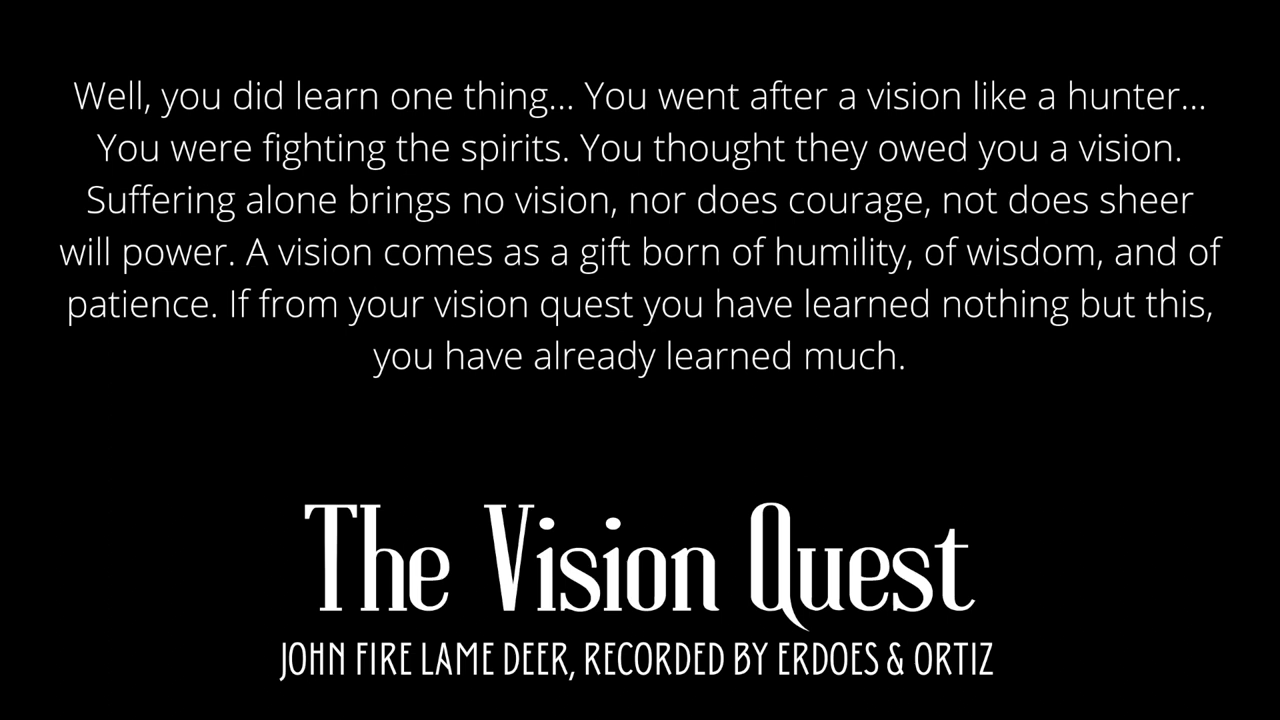 Well, you did learn one thing... You went after a vision like a hunter...
You were fighting the spirits. You thought they owed you a vision.
Suffering alone brings no vision, nor does courage, not does sheer
will power. A vision comes as a gift born of humility, of wisdom, and of
patience. If from your vision quest you have learned nothing but this,
you have already learned much.
The Vision Quest
JOHN FIRE LAME DEER, RECORDED BY ERDOES & ORTIZ